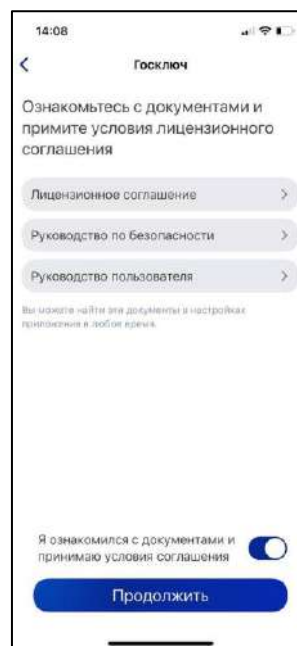 14:08
Госключ
Ознакомьтесь с документами и
примите условия лицензионного
соглашения
Лицензионное соглашение
Руководство по безопасности
Руководство пользователя
Вы можете найти эти документы в настройках
приложения в любое время.
Я ознакомился с документами и
принимаю условия соглашения
Продолжить